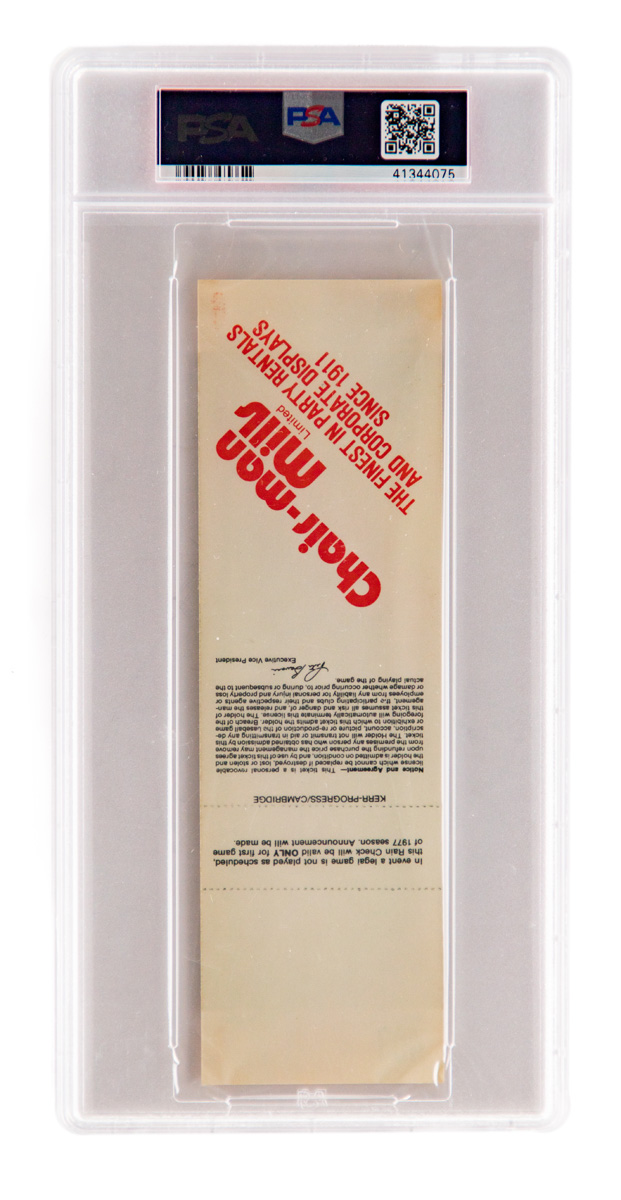 PSA
PSA
41344075
In event a legal game is not played as scheduled,
this Rain Check will be valid ONLY for first game
of 1977 season. Announcement will be made.
KERR-PROGRESS/CAMBRIDGE
Notice and Agreement— This ticket is a personal revocable
license which cannot be replaced if destroyed, lost or stolen and
the holder is admitted on condition, and by use of this ticket agrees
upon refunding the purchase price the management may remove
from the premises any person who has obtained admission by this
ticket. The Holder will not transmit or aid in transmitting any de-
scription, account, picture or reproduction of the baseball game
or exhibition to which this ticket admits the holder. Breach of the
foregoing will automatically terminate this license. The holder of
this ticket assumes all risk and danger of, and releases the man-
agement, the participating clubs and their respective agents or
employees from any liability for personal injury and property loss
or damage whether occuring prior to, during or subsequent to the
actual playing of the game.
Executive Vice President
Chair-man
Mills
Limited
THE FINEST IN PARTY RENTALS
AND CORPORATE DISPLAYS
SINCE 1911